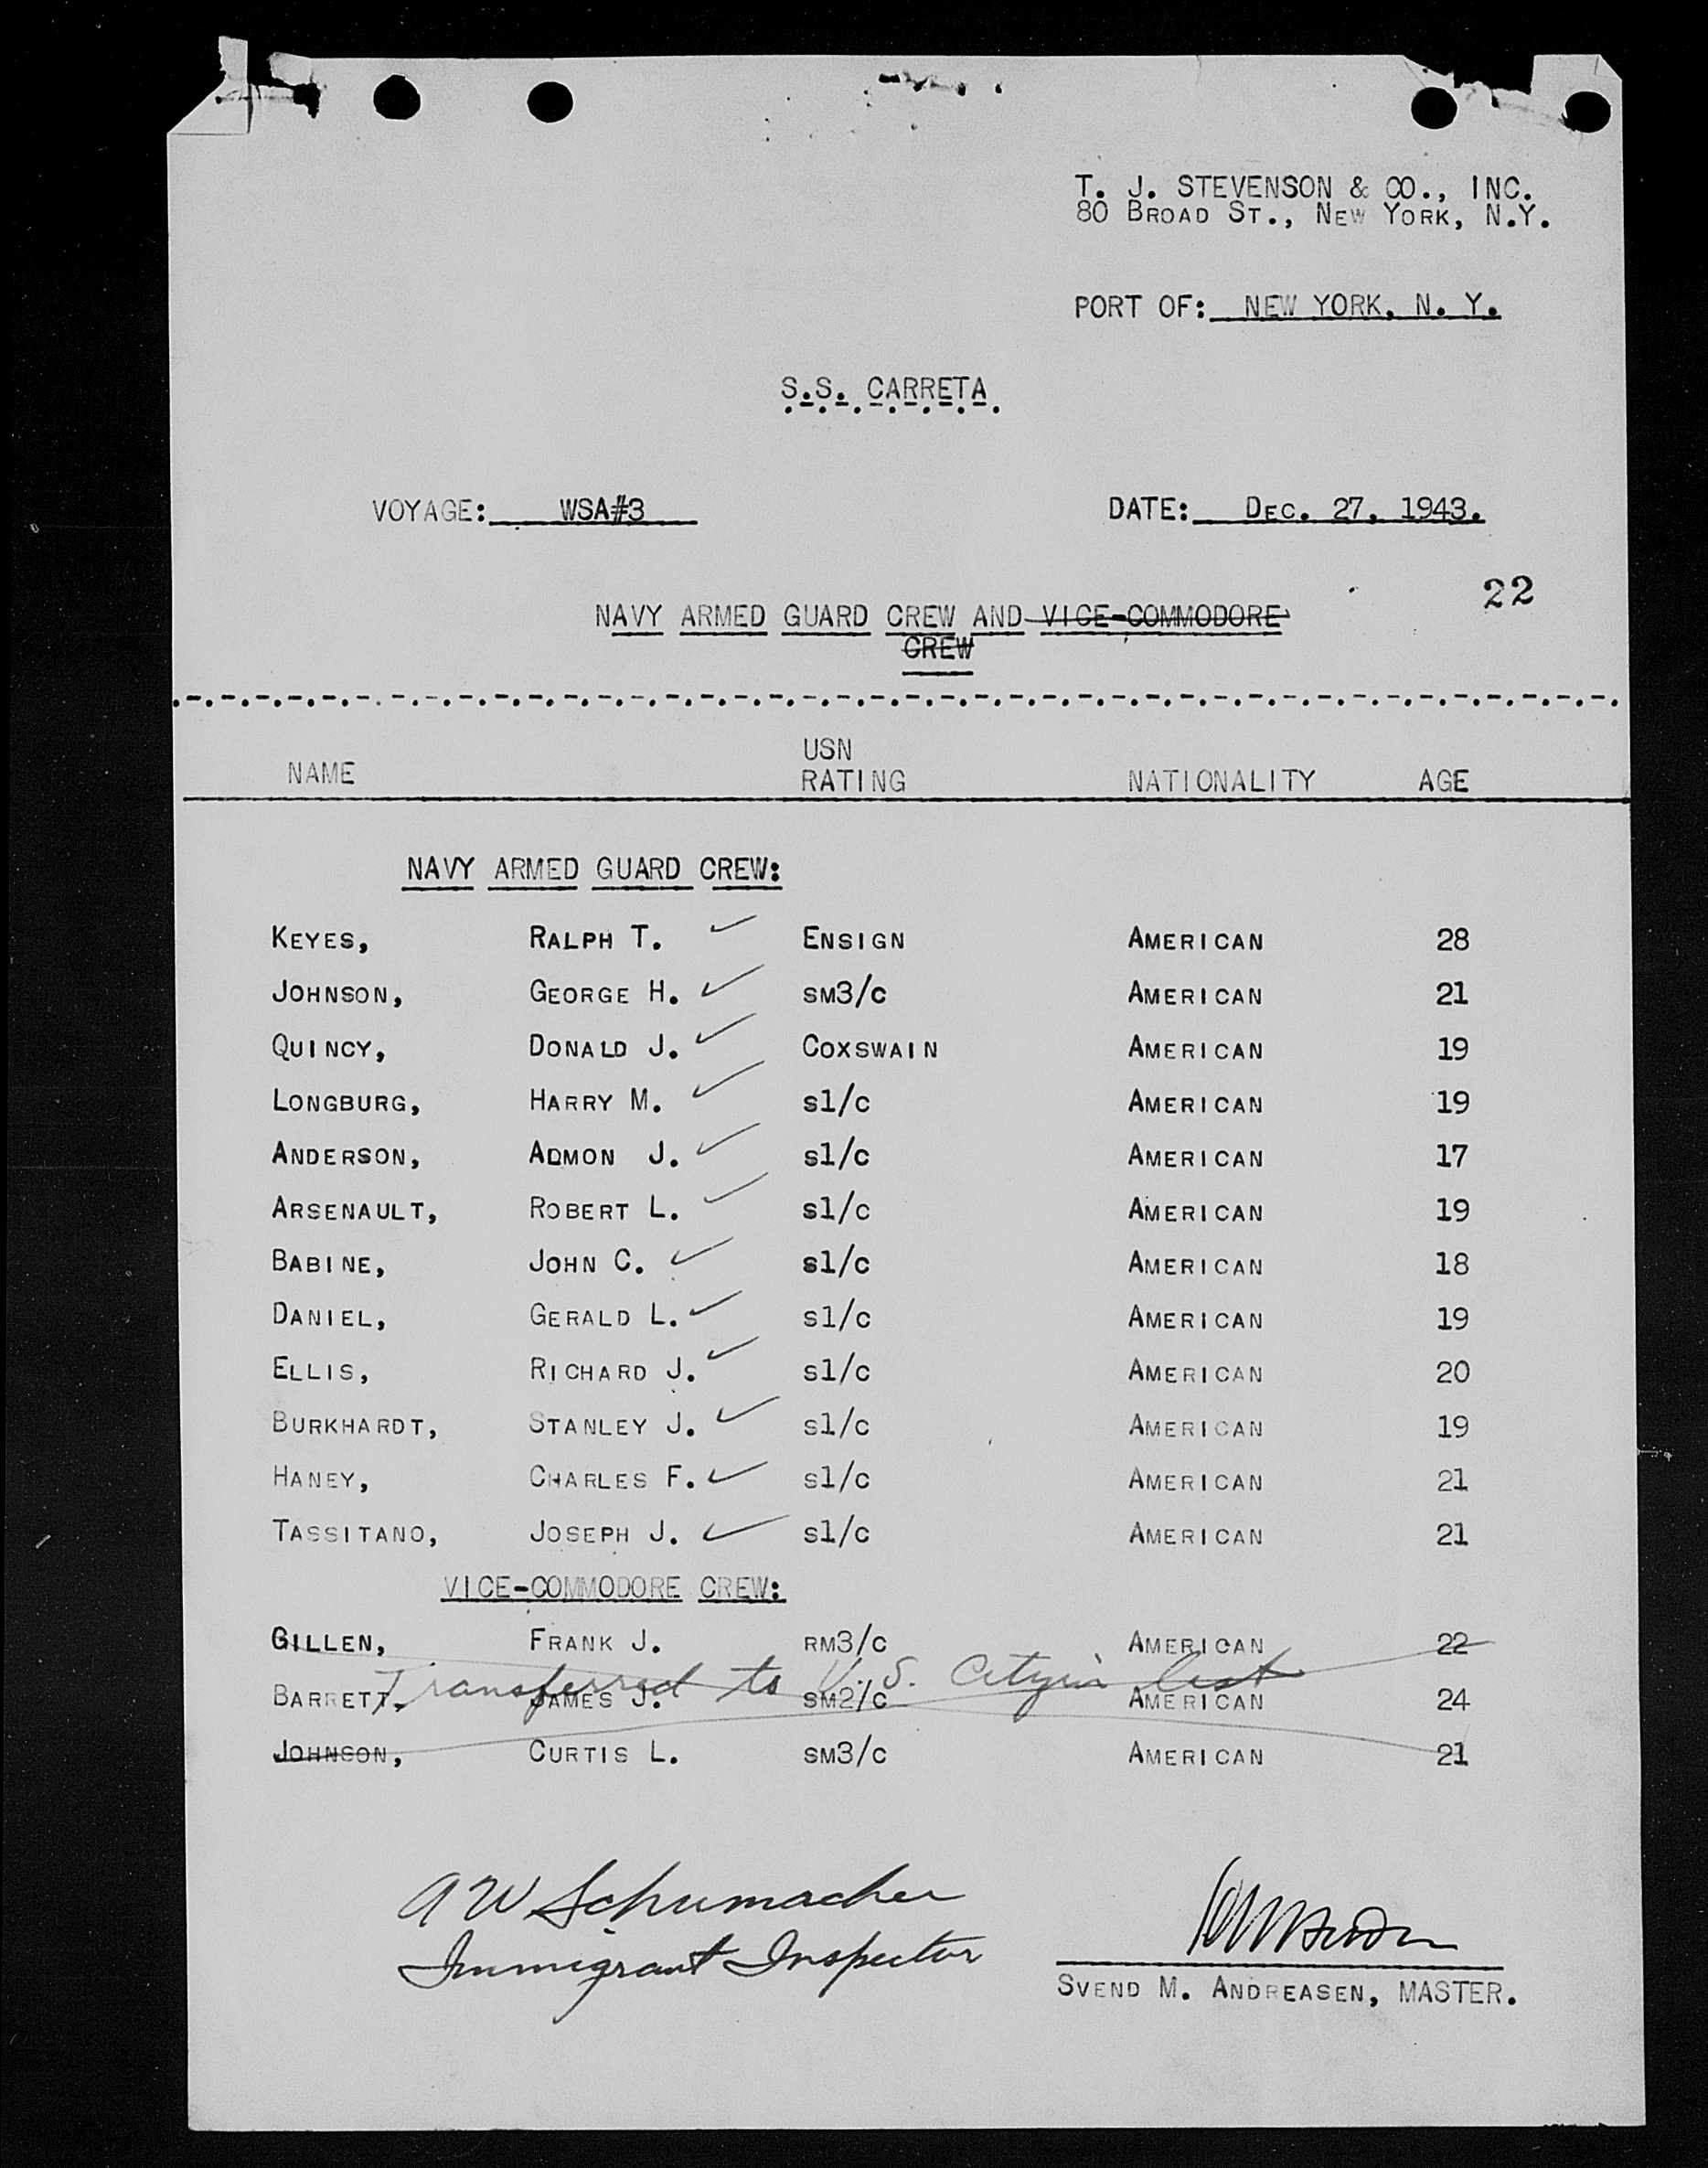 T. J. STEVENSON & CO., INC.
80 BROAD ST., NEW YORK, N.Y.
PORT OF: NEW YORK, N. Y.
S.S. CARRETA
VOYAGE: WSA#3 DATE: DEC. 27, 1943.
22
NAVY ARMED GUARD CREW AND VICE-COMMODORE
CREW
USN
NAME RATING NATIONALITY AGE
NAVY ARMED GUARD CREW:
KEYES, RALPH T. ✓ ENSIGN AMERICAN 28
JOHNSON, GEORGE H. ✓ SM3/C AMERICAN 21
QUINCY, DONALD J. ✓ COXSWAIN AMERICAN 19
LONGBURG, HARRY M. ✓ S1/C AMERICAN 19
ANDERSON, ADMON J. ✓ S1/C AMERICAN 17
ARSENAULT, ROBERT L. ✓ S1/C AMERICAN 19
BABINE, JOHN C. ✓ S1/C AMERICAN 18
DANIEL, GERALD L. ✓ S1/C AMERICAN 19
ELLIS, RICHARD J. ✓ S1/C AMERICAN 20
BURKHARDT, STANLEY J. ✓ S1/C AMERICAN 19
HANEY, CHARLES F. ✓ S1/C AMERICAN 21
TASSITANO, JOSEPH J. ✓ S1/C AMERICAN 21
VICE-COMMODORE CREW:
GILLEN, FRANK J. RM3/C AMERICAN 22
Transferred to U.S. Citizen list
BARRETT, JAMES J. SM2/C AMERICAN 24
JOHNSON, CURTIS L. SM3/C AMERICAN 21
A W Schumacher
Immigrant Inspector
SVEND M. ANDREASEN, MASTER.